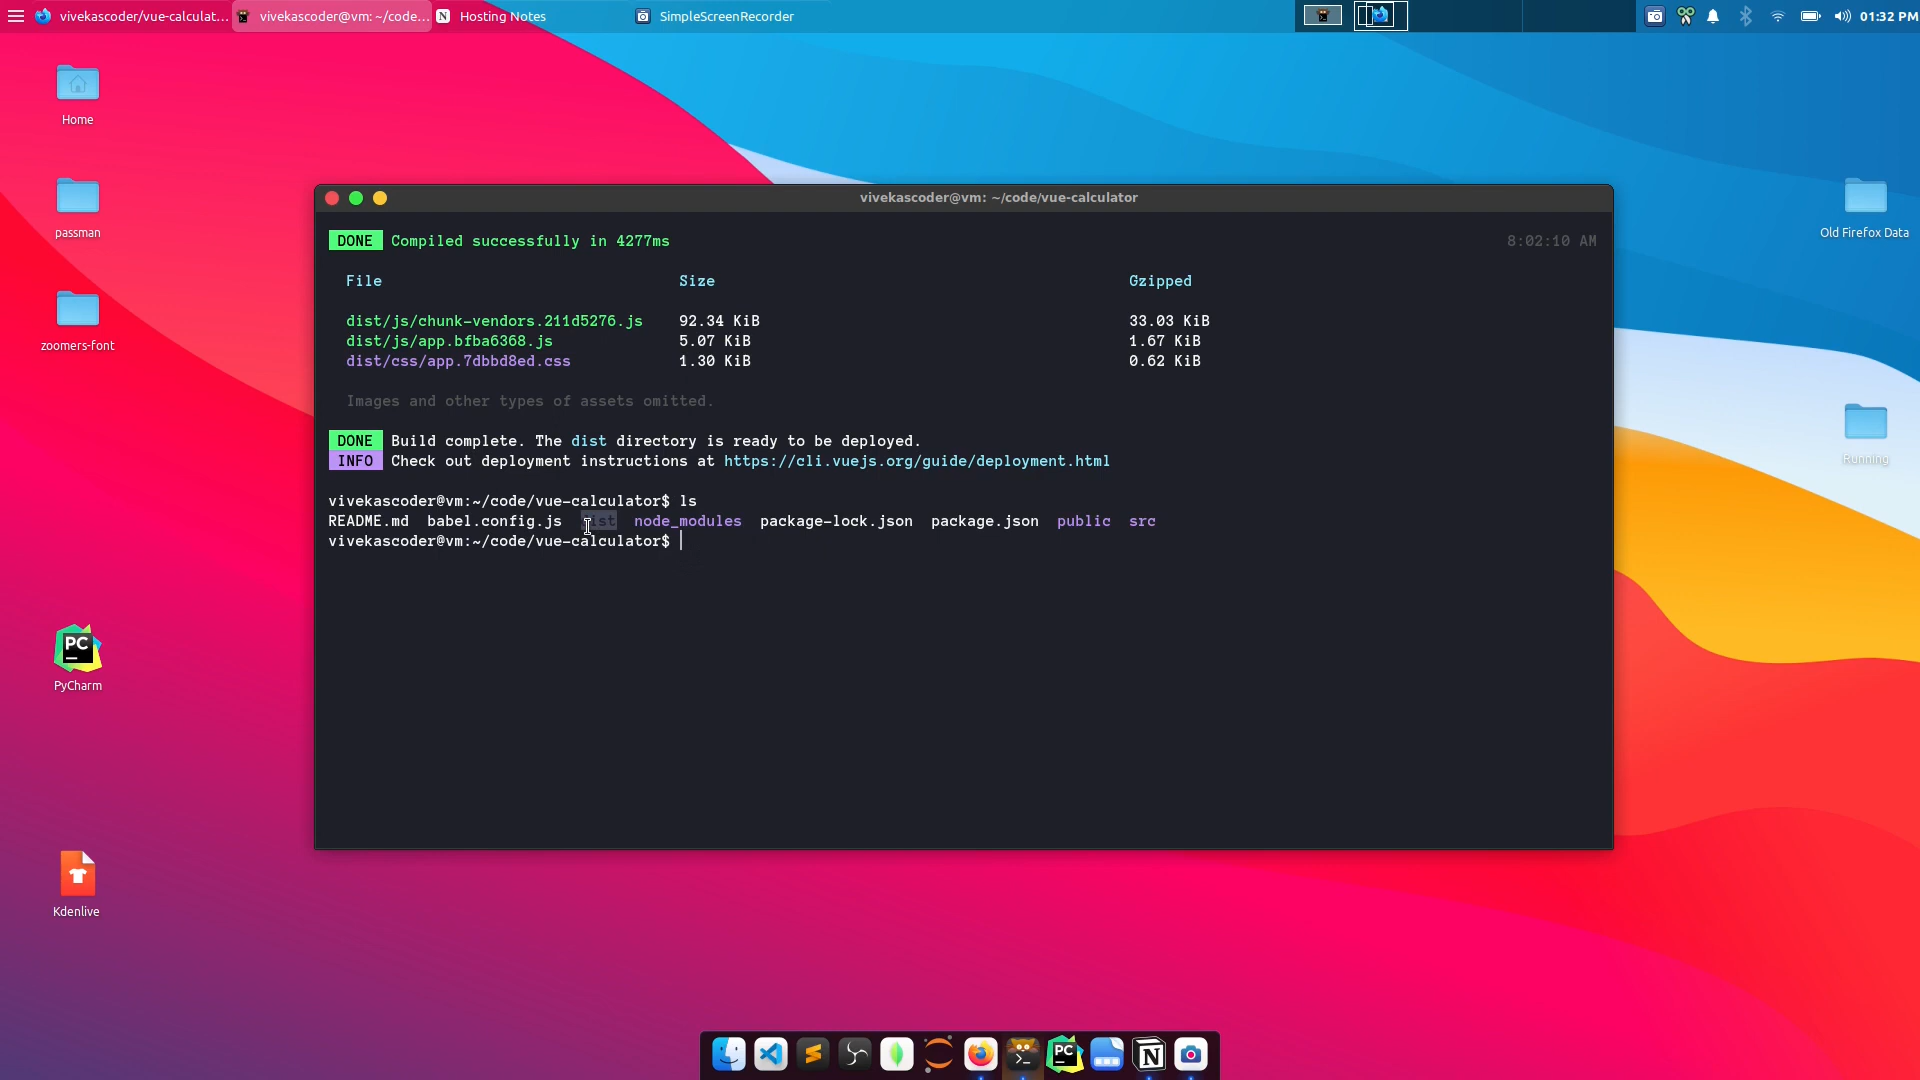 vivekascoder/vue-calculat...
vivekascoder@vm: ~/code...
Hosting Notes
SimpleScreenRecorder
01:32 PM
Home
passman
zoomers-font
PyCharm
Kdenlive
Old Firefox Data
Running
vivekascoder@vm: ~/code/vue-calculator
DONE Compiled successfully in 4277ms 8:02:10 AM
File Size Gzipped
dist/js/chunk-vendors.211d5276.js 92.34 KiB 33.03 KiB
dist/js/app.bfba6368.js 5.07 KiB 1.67 KiB
dist/css/app.7dbbd8ed.css 1.30 KiB 0.62 KiB
Images and other types of assets omitted.
DONE Build complete. The dist directory is ready to be deployed.
INFO Check out deployment instructions at https://cli.vuejs.org/guide/deployment.html
vivekascoder@vm:~/code/vue-calculator$ ls
README.md babel.config.js dist node_modules package-lock.json package.json public src
vivekascoder@vm:~/code/vue-calculator$
PC
PC